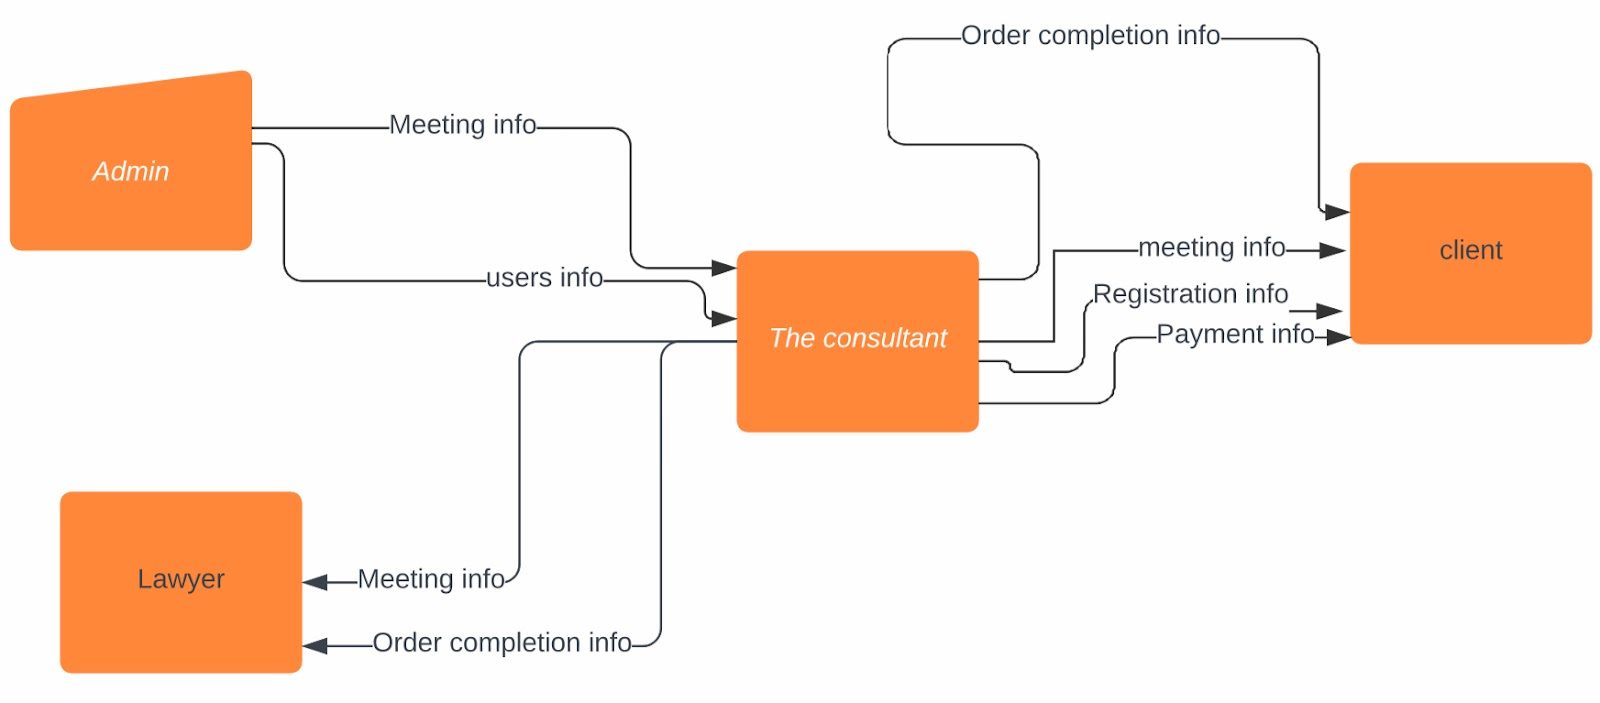 Order completion info
Meeting info
Admin
meeting info
client
users info
Registration info
The consultant
Payment info
Meeting info
Lawyer
Order completion info